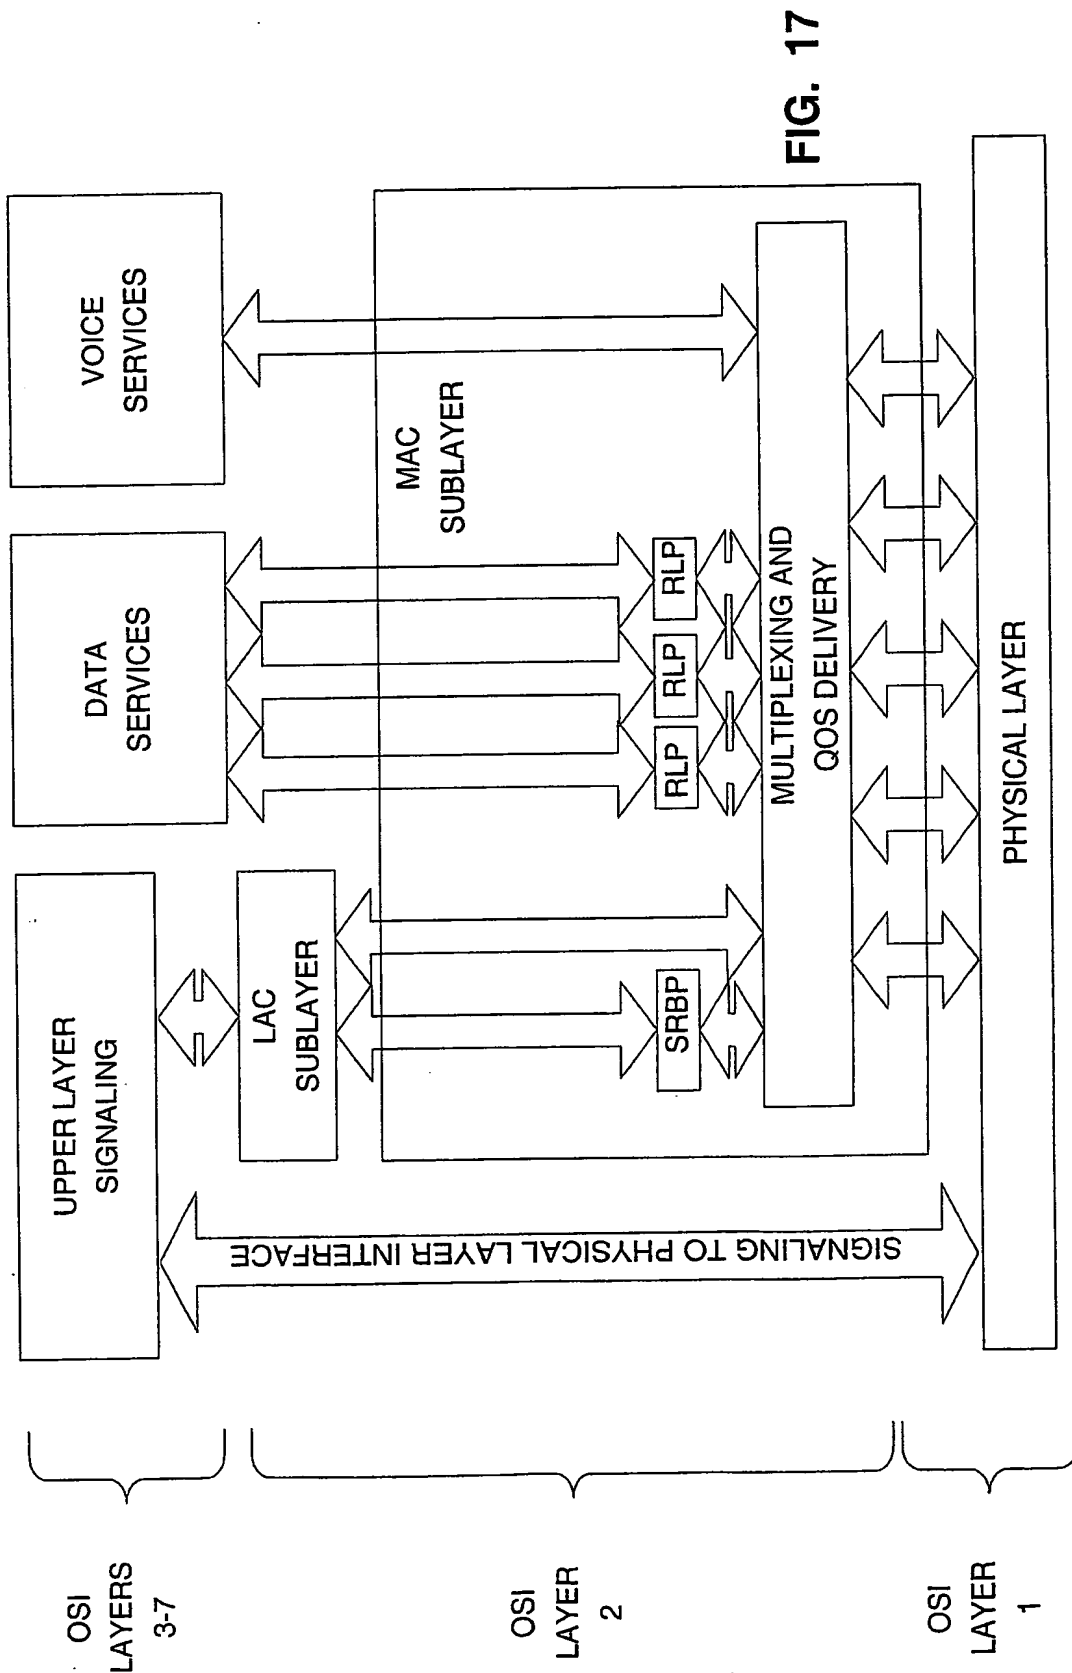 OSI
LAYERS
3-7
UPPER LAYER
SIGNALING
DATA
SERVICES
VOICE
SERVICES
OSI
LAYER
2
LAC
SUBLAYER
MAC
SUBLAYER
SIGNALING TO PHYSICAL LAYER INTERFACE
SRBP
RLP
RLP
RLP
MULTIPLEXING AND
QOS DELIVERY
OSI
LAYER
1
PHYSICAL LAYER
FIG. 17